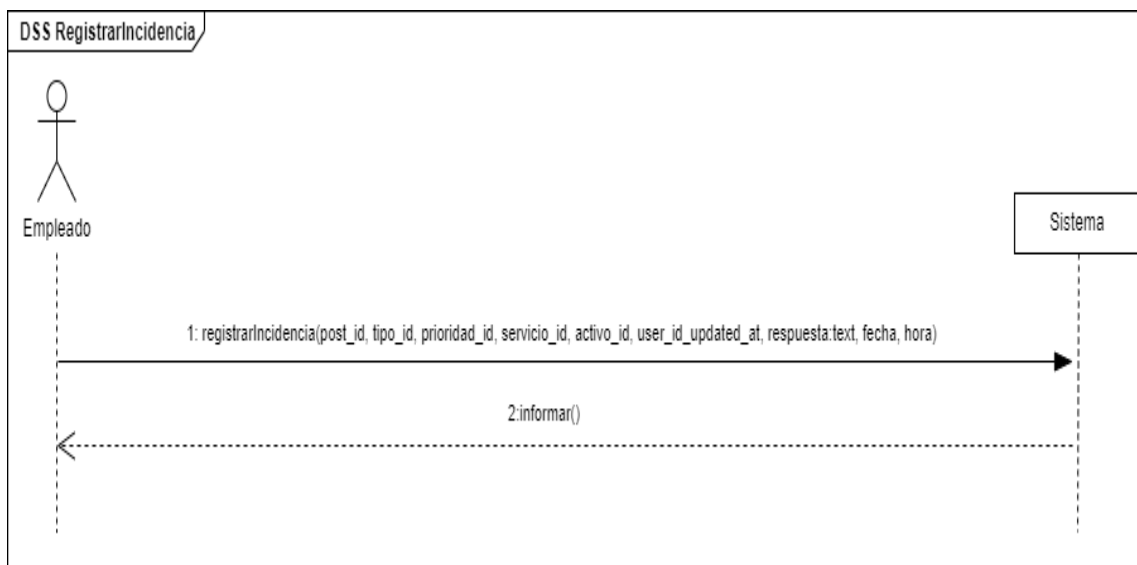 DSS RegistrarIncidencia
Empleado
Sistema
1: registrarIncidencia(post_id, tipo_id, prioridad_id, servicio_id, activo_id, user_id_updated_at, respuesta:text, fecha, hora)
2:informar()